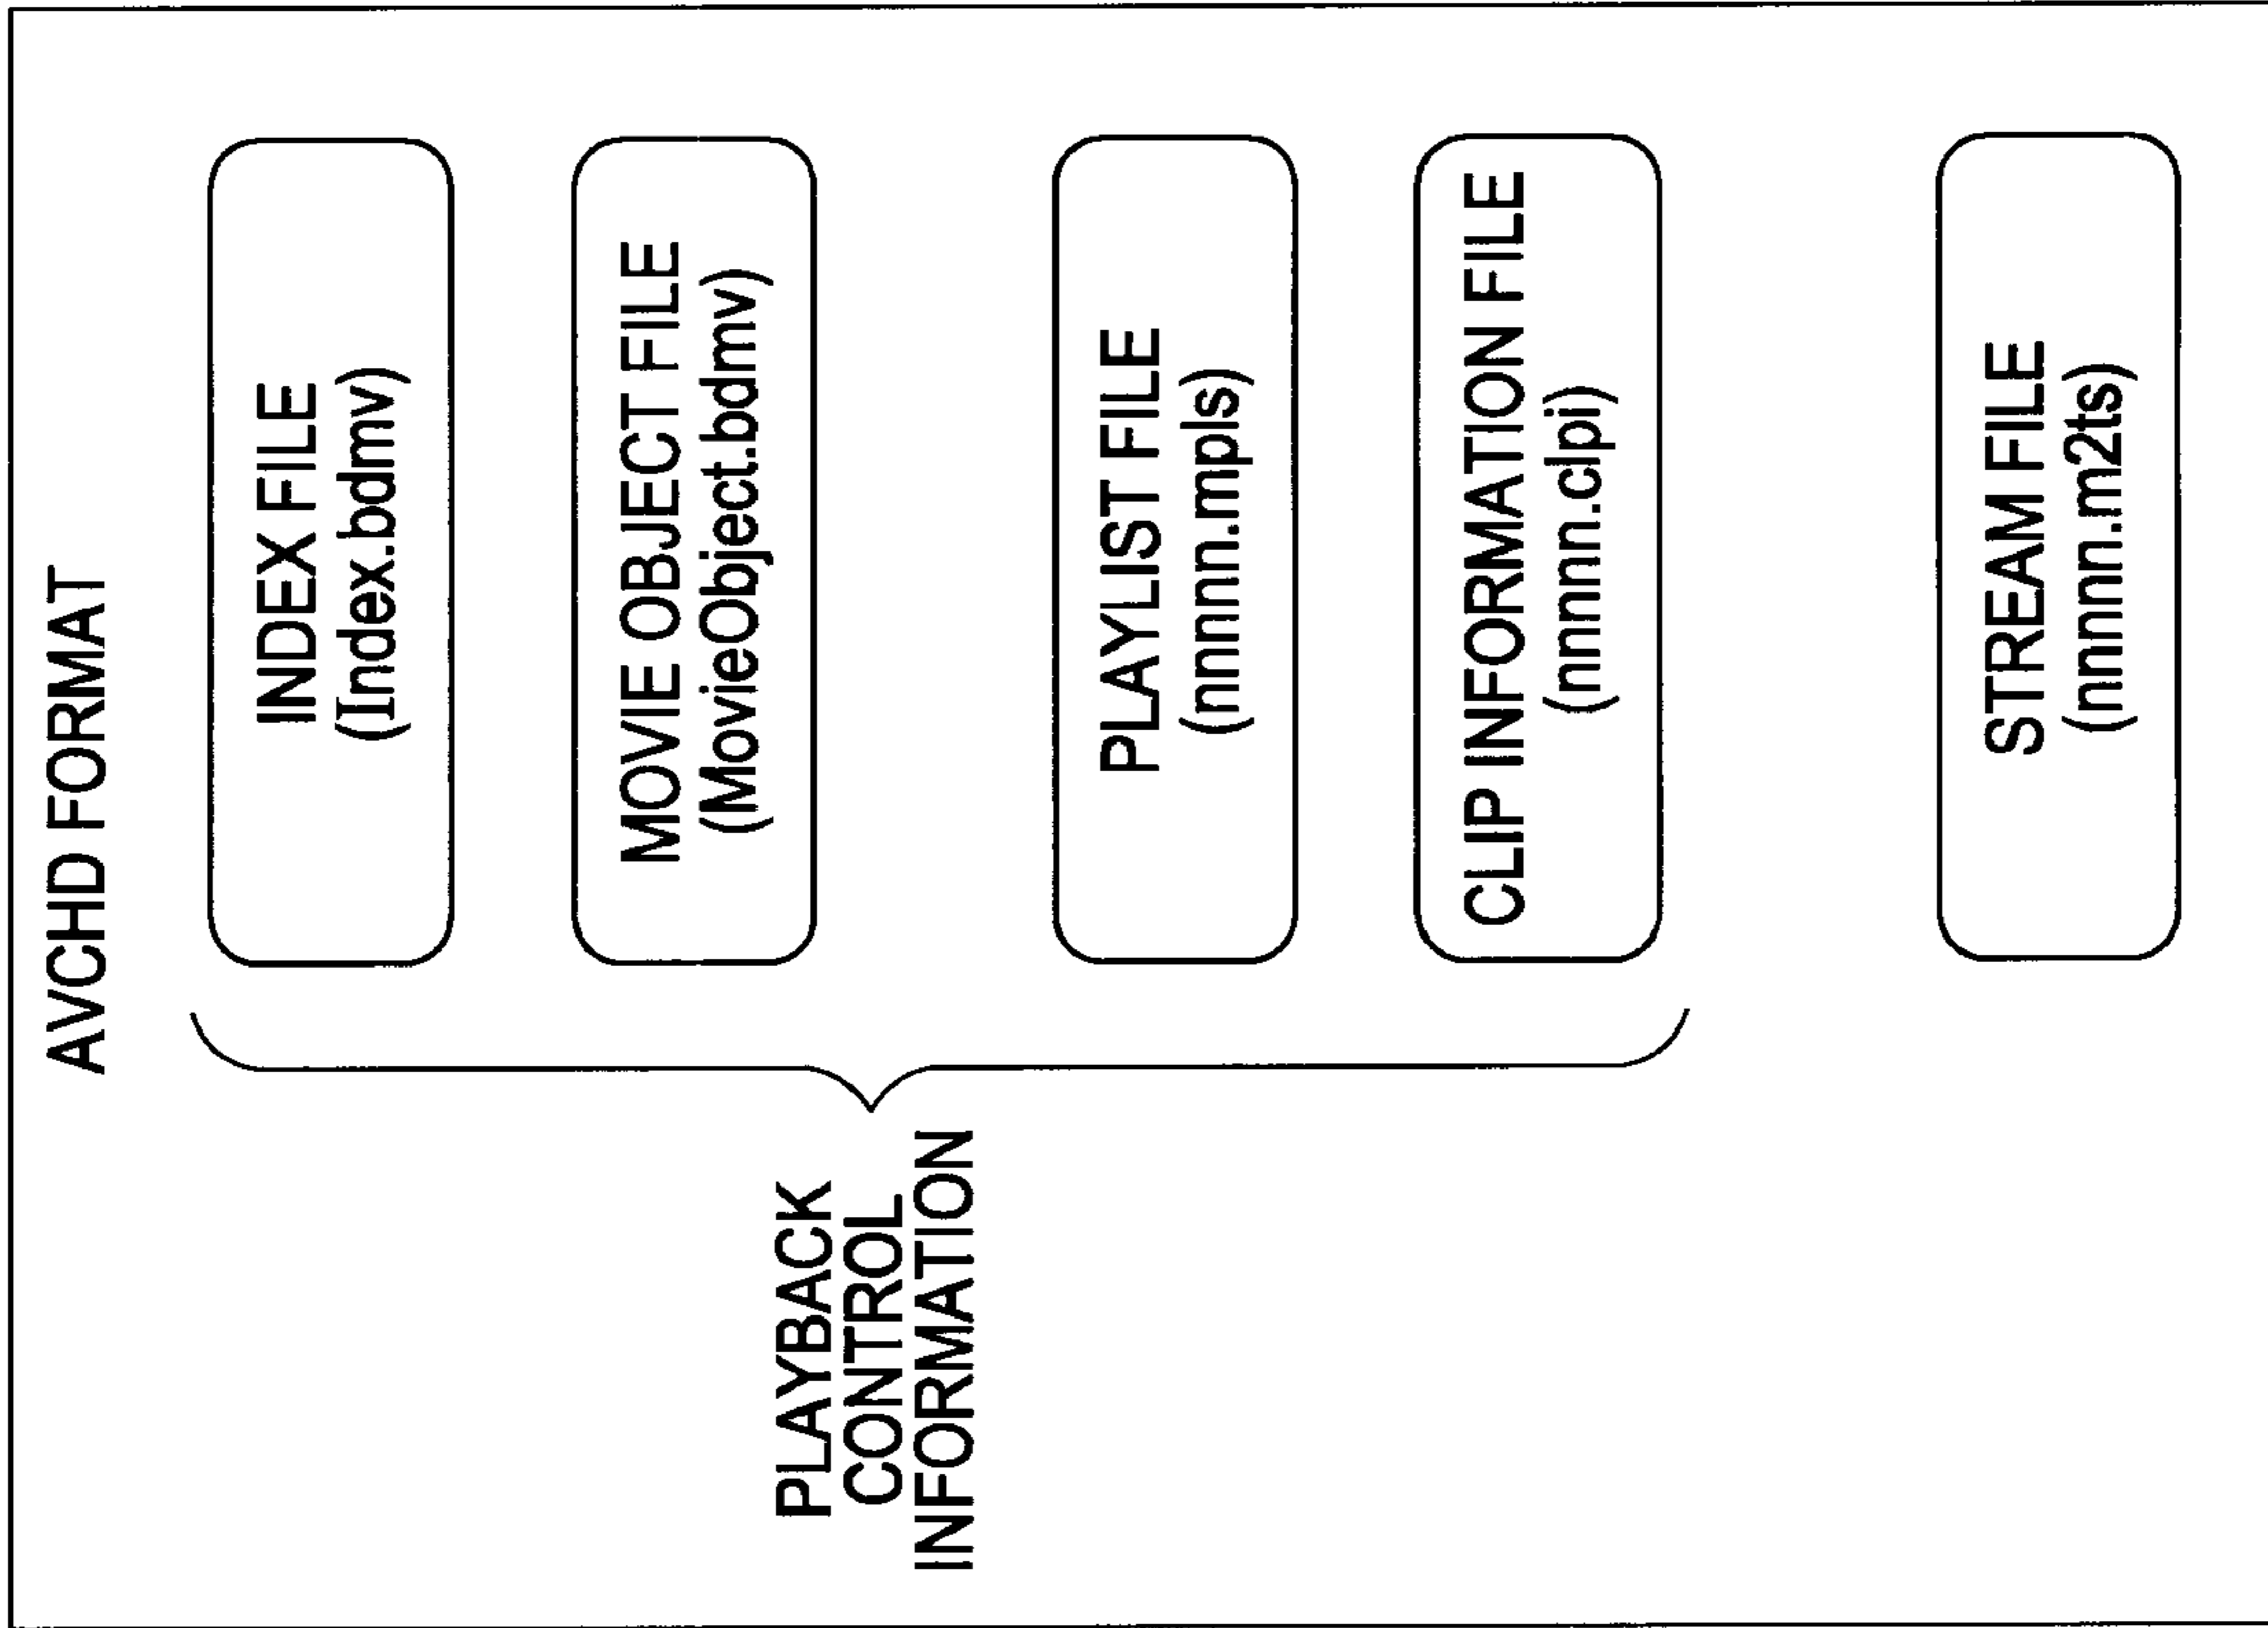 AVCHD FORMAT
PLAYBACK
CONTROL
INFORMATION
INDEX FILE
(Index.bdmv)
MOVIE OBJECT FILE
(MovieObject.bdmv)
PLAYLIST FILE
(nnnnn.mpls)
CLIP INFORMATION FILE
(nnnnn.clpi)
STREAM FILE
(nnnnn.m2ts)